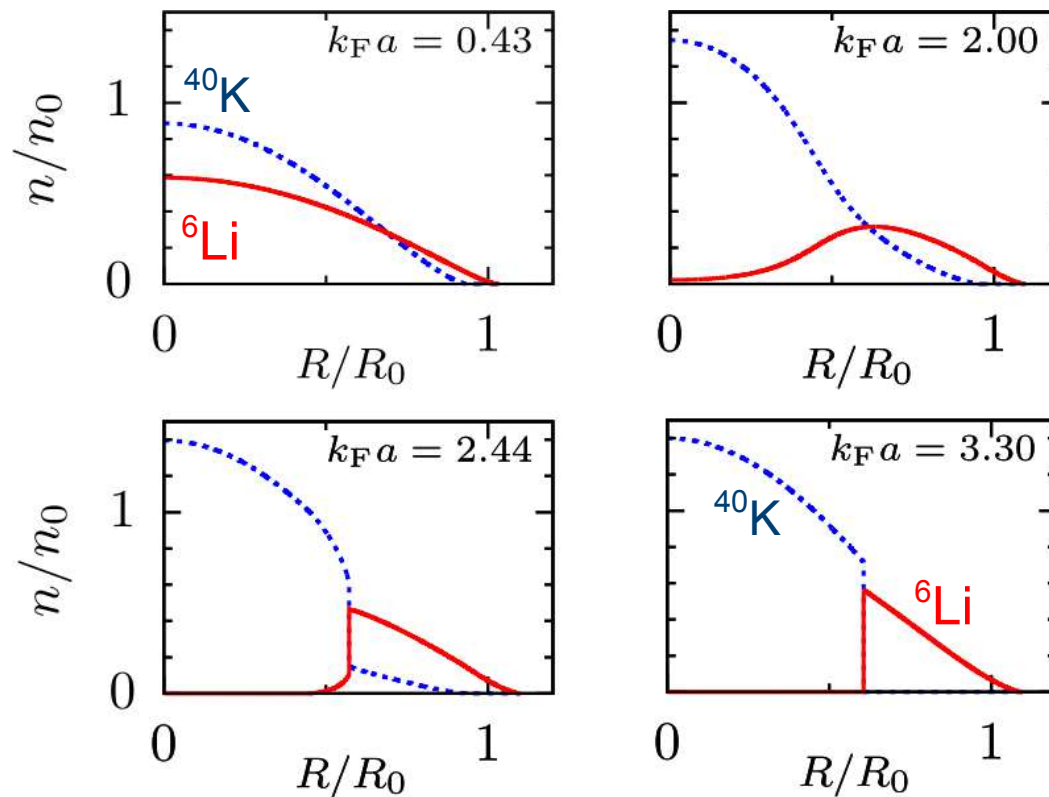 k_F a = 0.43
⁴⁰K
⁶Li
n/n₀
1
0
0
1
R/R₀
k_F a = 2.00
0
1
R/R₀
k_F a = 2.44
n/n₀
1
0
0
1
R/R₀
k_F a = 3.30
⁴⁰K
⁶Li
0
1
R/R₀